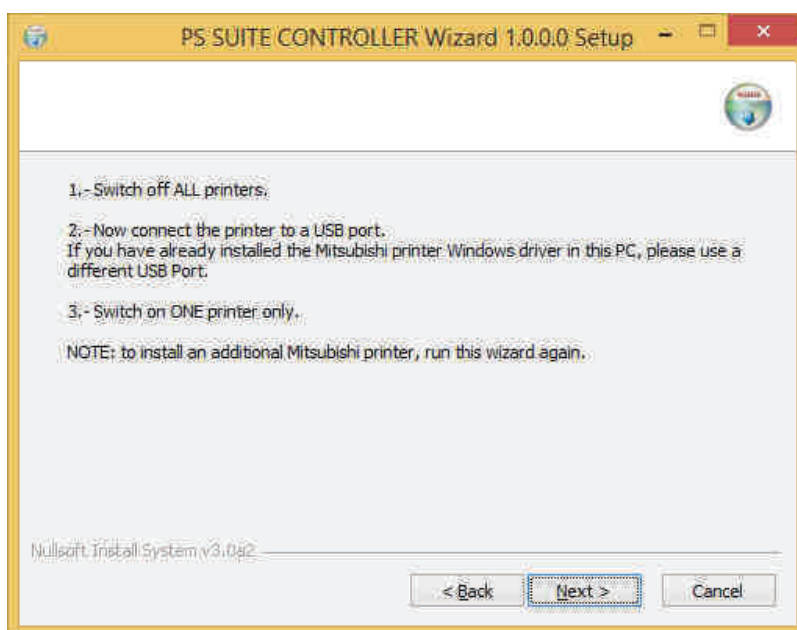 PS SUITE CONTROLLER Wizard 1.0.0.0 Setup
1.- Switch off ALL printers.
2.- Now connect the printer to a USB port.
If you have already installed the Mitsubishi printer Windows driver in this PC, please use a
different USB Port.
3.- Switch on ONE printer only.
NOTE: to install an additional Mitsubishi printer, run this wizard again.
Nullsoft Install System v3.0a2
< Back
Next >
Cancel